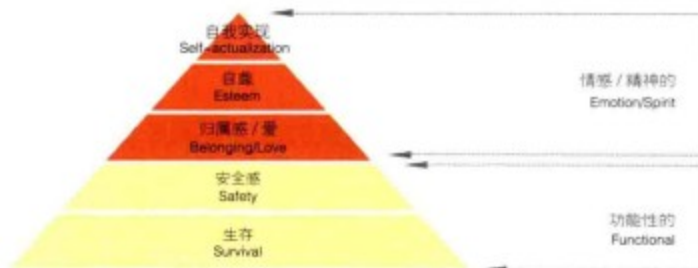 自我实现
Self-actualization
自尊
Esteem
归属感 / 爱
Belonging/Love
安全感
Safety
生存
Survival
情感 / 精神的
Emotion/Spirit
功能性的
Functional